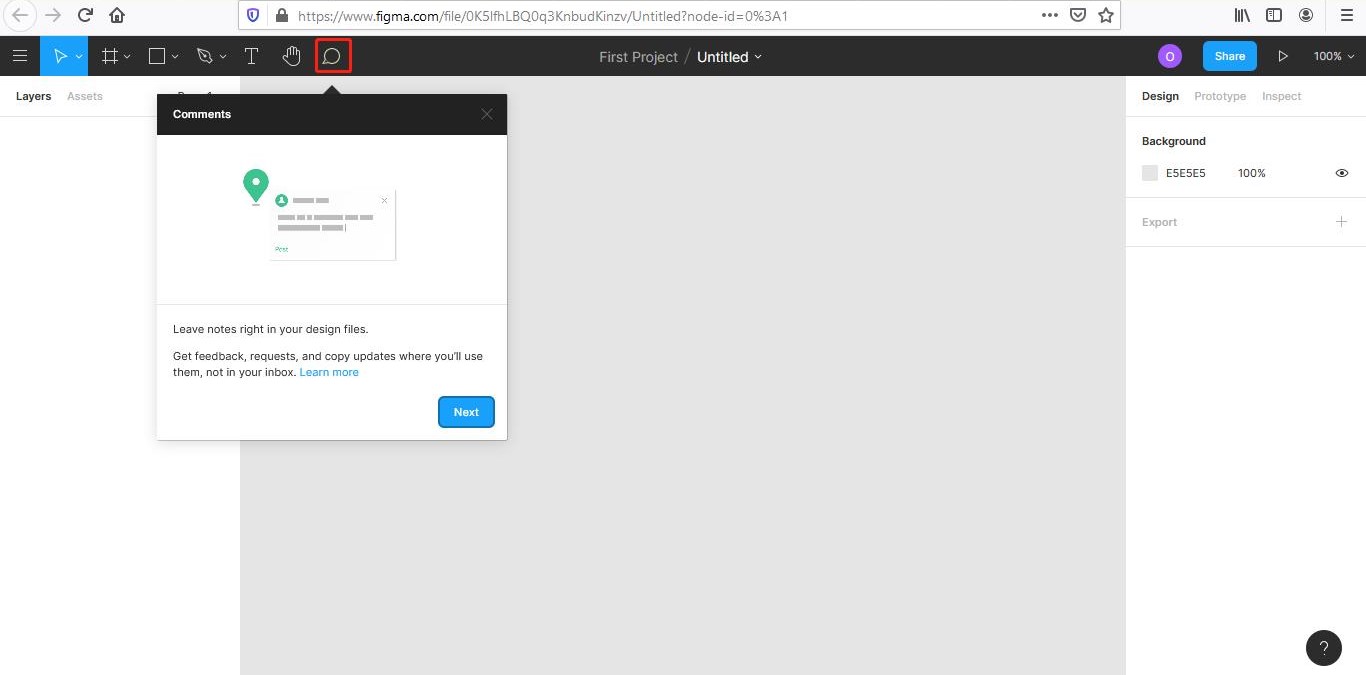 https://www.figma.com/file/0K5IfhLBQ0q3KnbudKinzv/Untitled?node-id=0%3A1
T
First Project / Untitled
O
Share
100%
Layers
Assets
Comments
Design
Prototype
Inspect
Background
E5E5E5
100%
Export
Post
Leave notes right in your design files.
Get feedback, requests, and copy updates where you'll use
them, not in your inbox. Learn more
Next
?